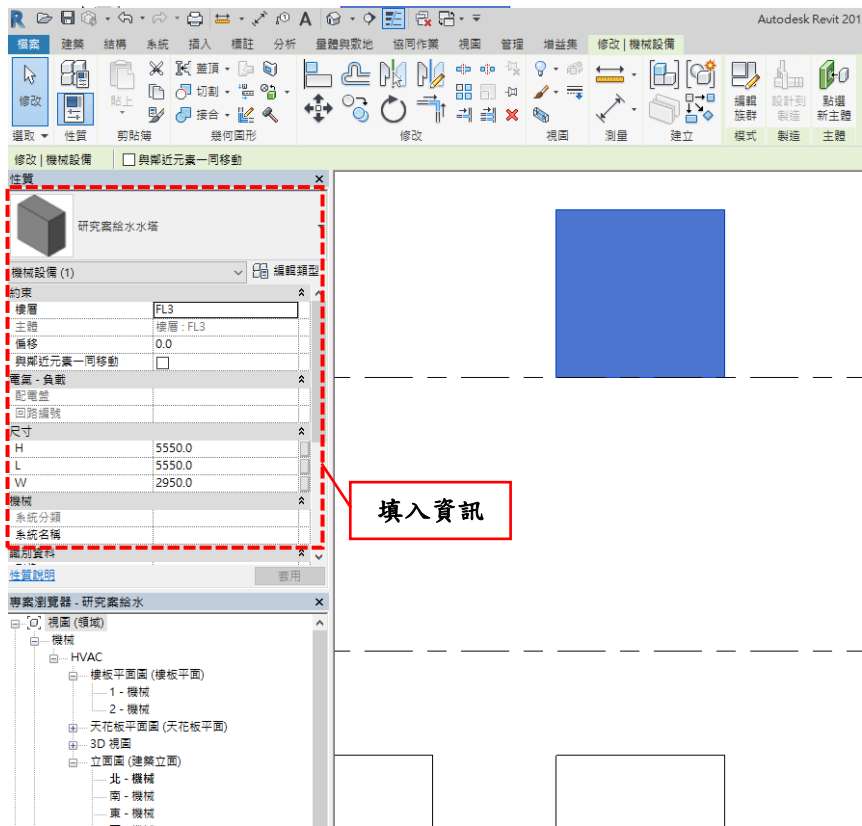 Autodesk Revit 201
檔案 建築 結構 系統 插入 標註 分析 量體與敷地 協同作業 視圖 管理 增益集 修改 | 機械設備
蓋頂
切割
接合
修改
貼上
編輯族群
設計到製造
點選新主體
選取 性質 剪貼簿 幾何圖形 修改 視圖 測量 建立 模式 製造 主體
修改 | 機械設備 與鄰近元素一同移動
性質
研究案給水水塔
機械設備 (1) 編輯類型
約束
樓層 FL3
主體 樓層 : FL3
偏移 0.0
與鄰近元素一同移動
電氣 - 負載
配電盤
回路編號
尺寸
H 5550.0
L 5550.0
W 2950.0
機械
系統分類
系統名稱
識別資料
性質說明 套用
填入資訊
專案瀏覽器 - 研究案給水
視圖 (領域)
機械
HVAC
樓板平面圖 (樓板平面)
1 - 機械
2 - 機械
天花板平面圖 (天花板平面)
3D 視圖
立面圖 (建築立面)
北 - 機械
南 - 機械
東 - 機械